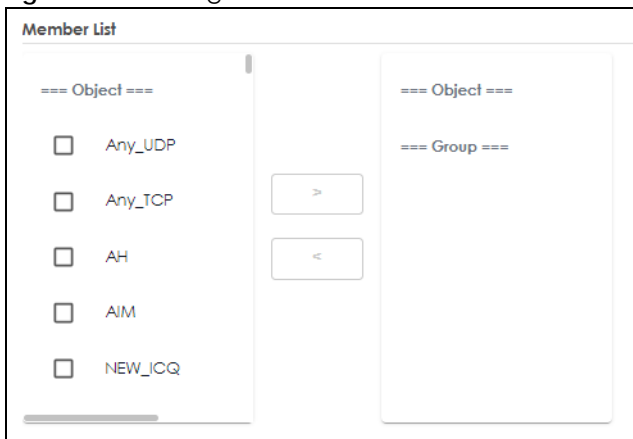 Member List
=== Object ===
Any_UDP
Any_TCP
AH
AIM
NEW_ICQ
>
<
=== Object ===
=== Group ===